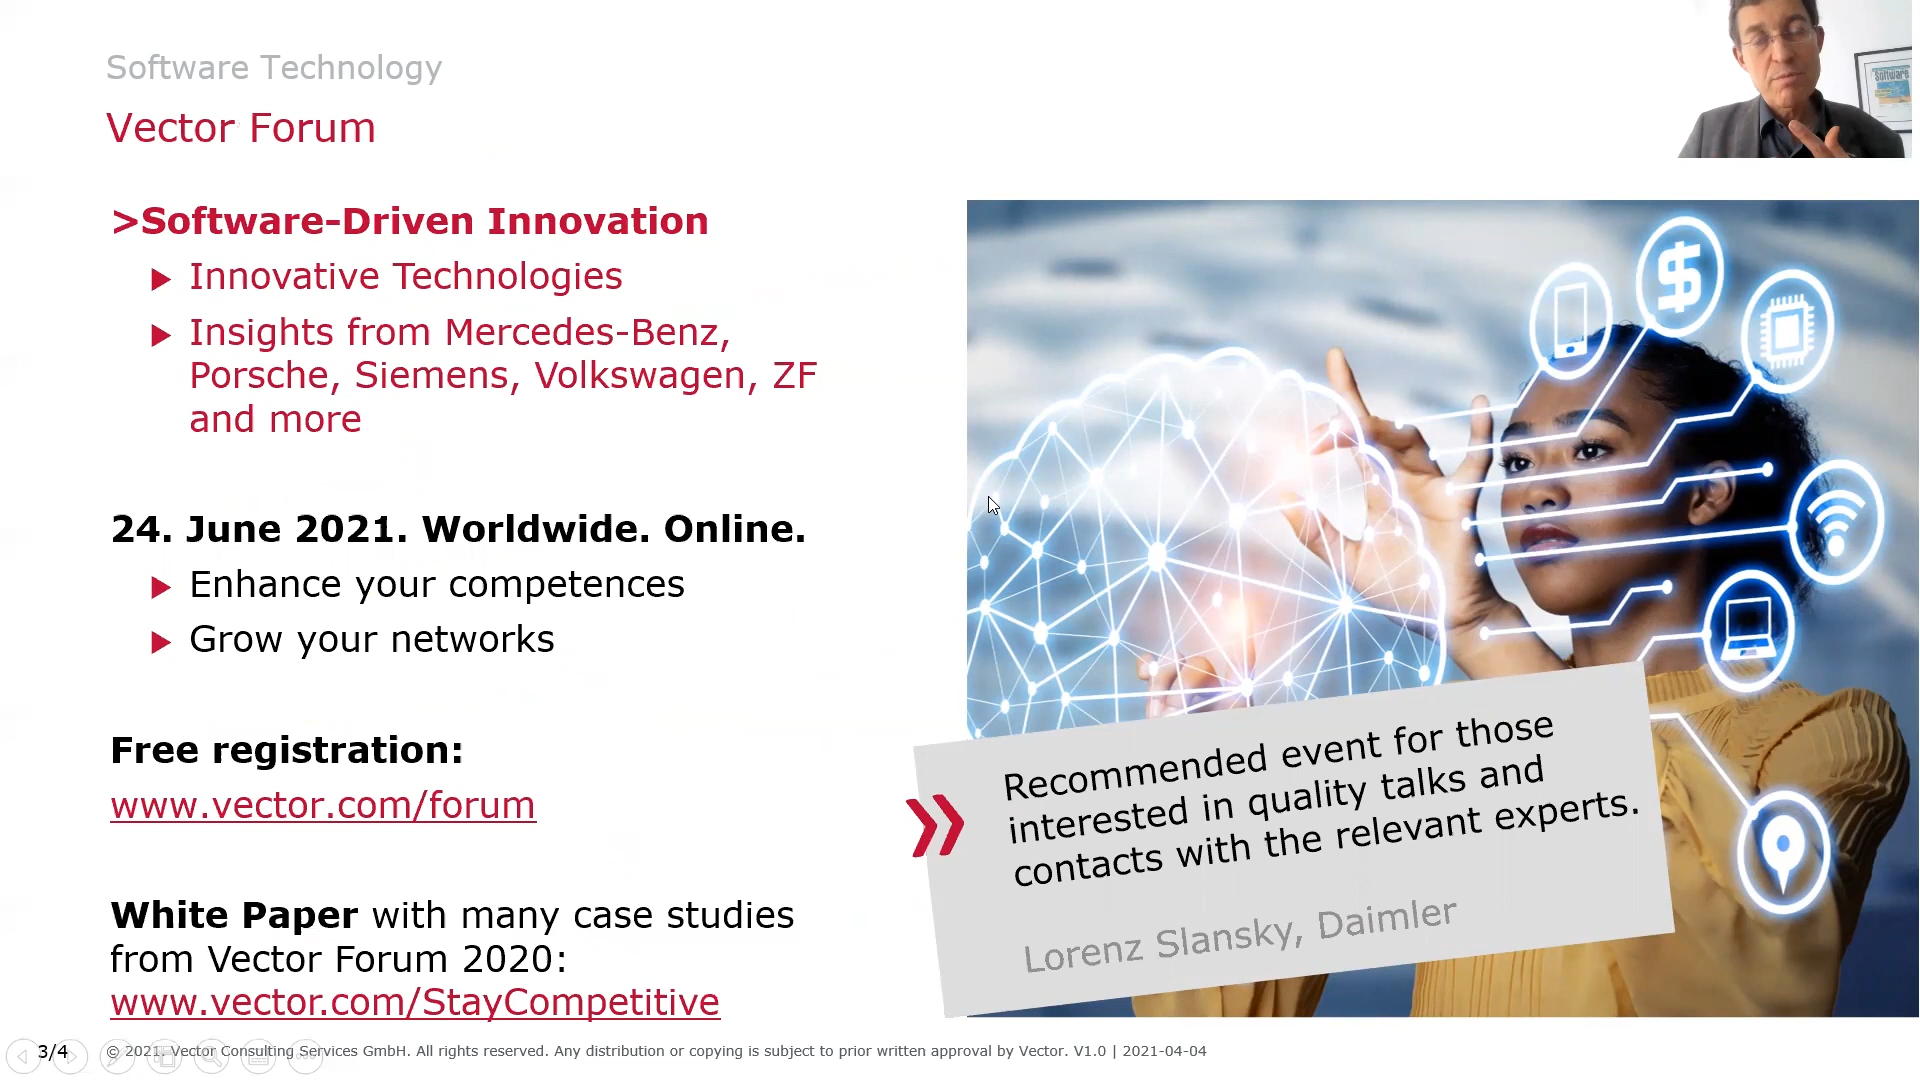 Software Technology
Vector Forum
Software
>Software-Driven Innovation
Innovative Technologies
Insights from Mercedes-Benz,
Porsche, Siemens, Volkswagen, ZF
and more
24. June 2021. Worldwide. Online.
Enhance your competences
Grow your networks
Free registration:
www.vector.com/forum
White Paper with many case studies
from Vector Forum 2020:
www.vector.com/StayCompetitive
$
Recommended event for those
interested in quality talks and
contacts with the relevant experts.
Lorenz Slansky, Daimler
3/4
© 2021. Vector Consulting Services GmbH. All rights reserved. Any distribution or copying is subject to prior written approval by Vector. V1.0 | 2021-04-04